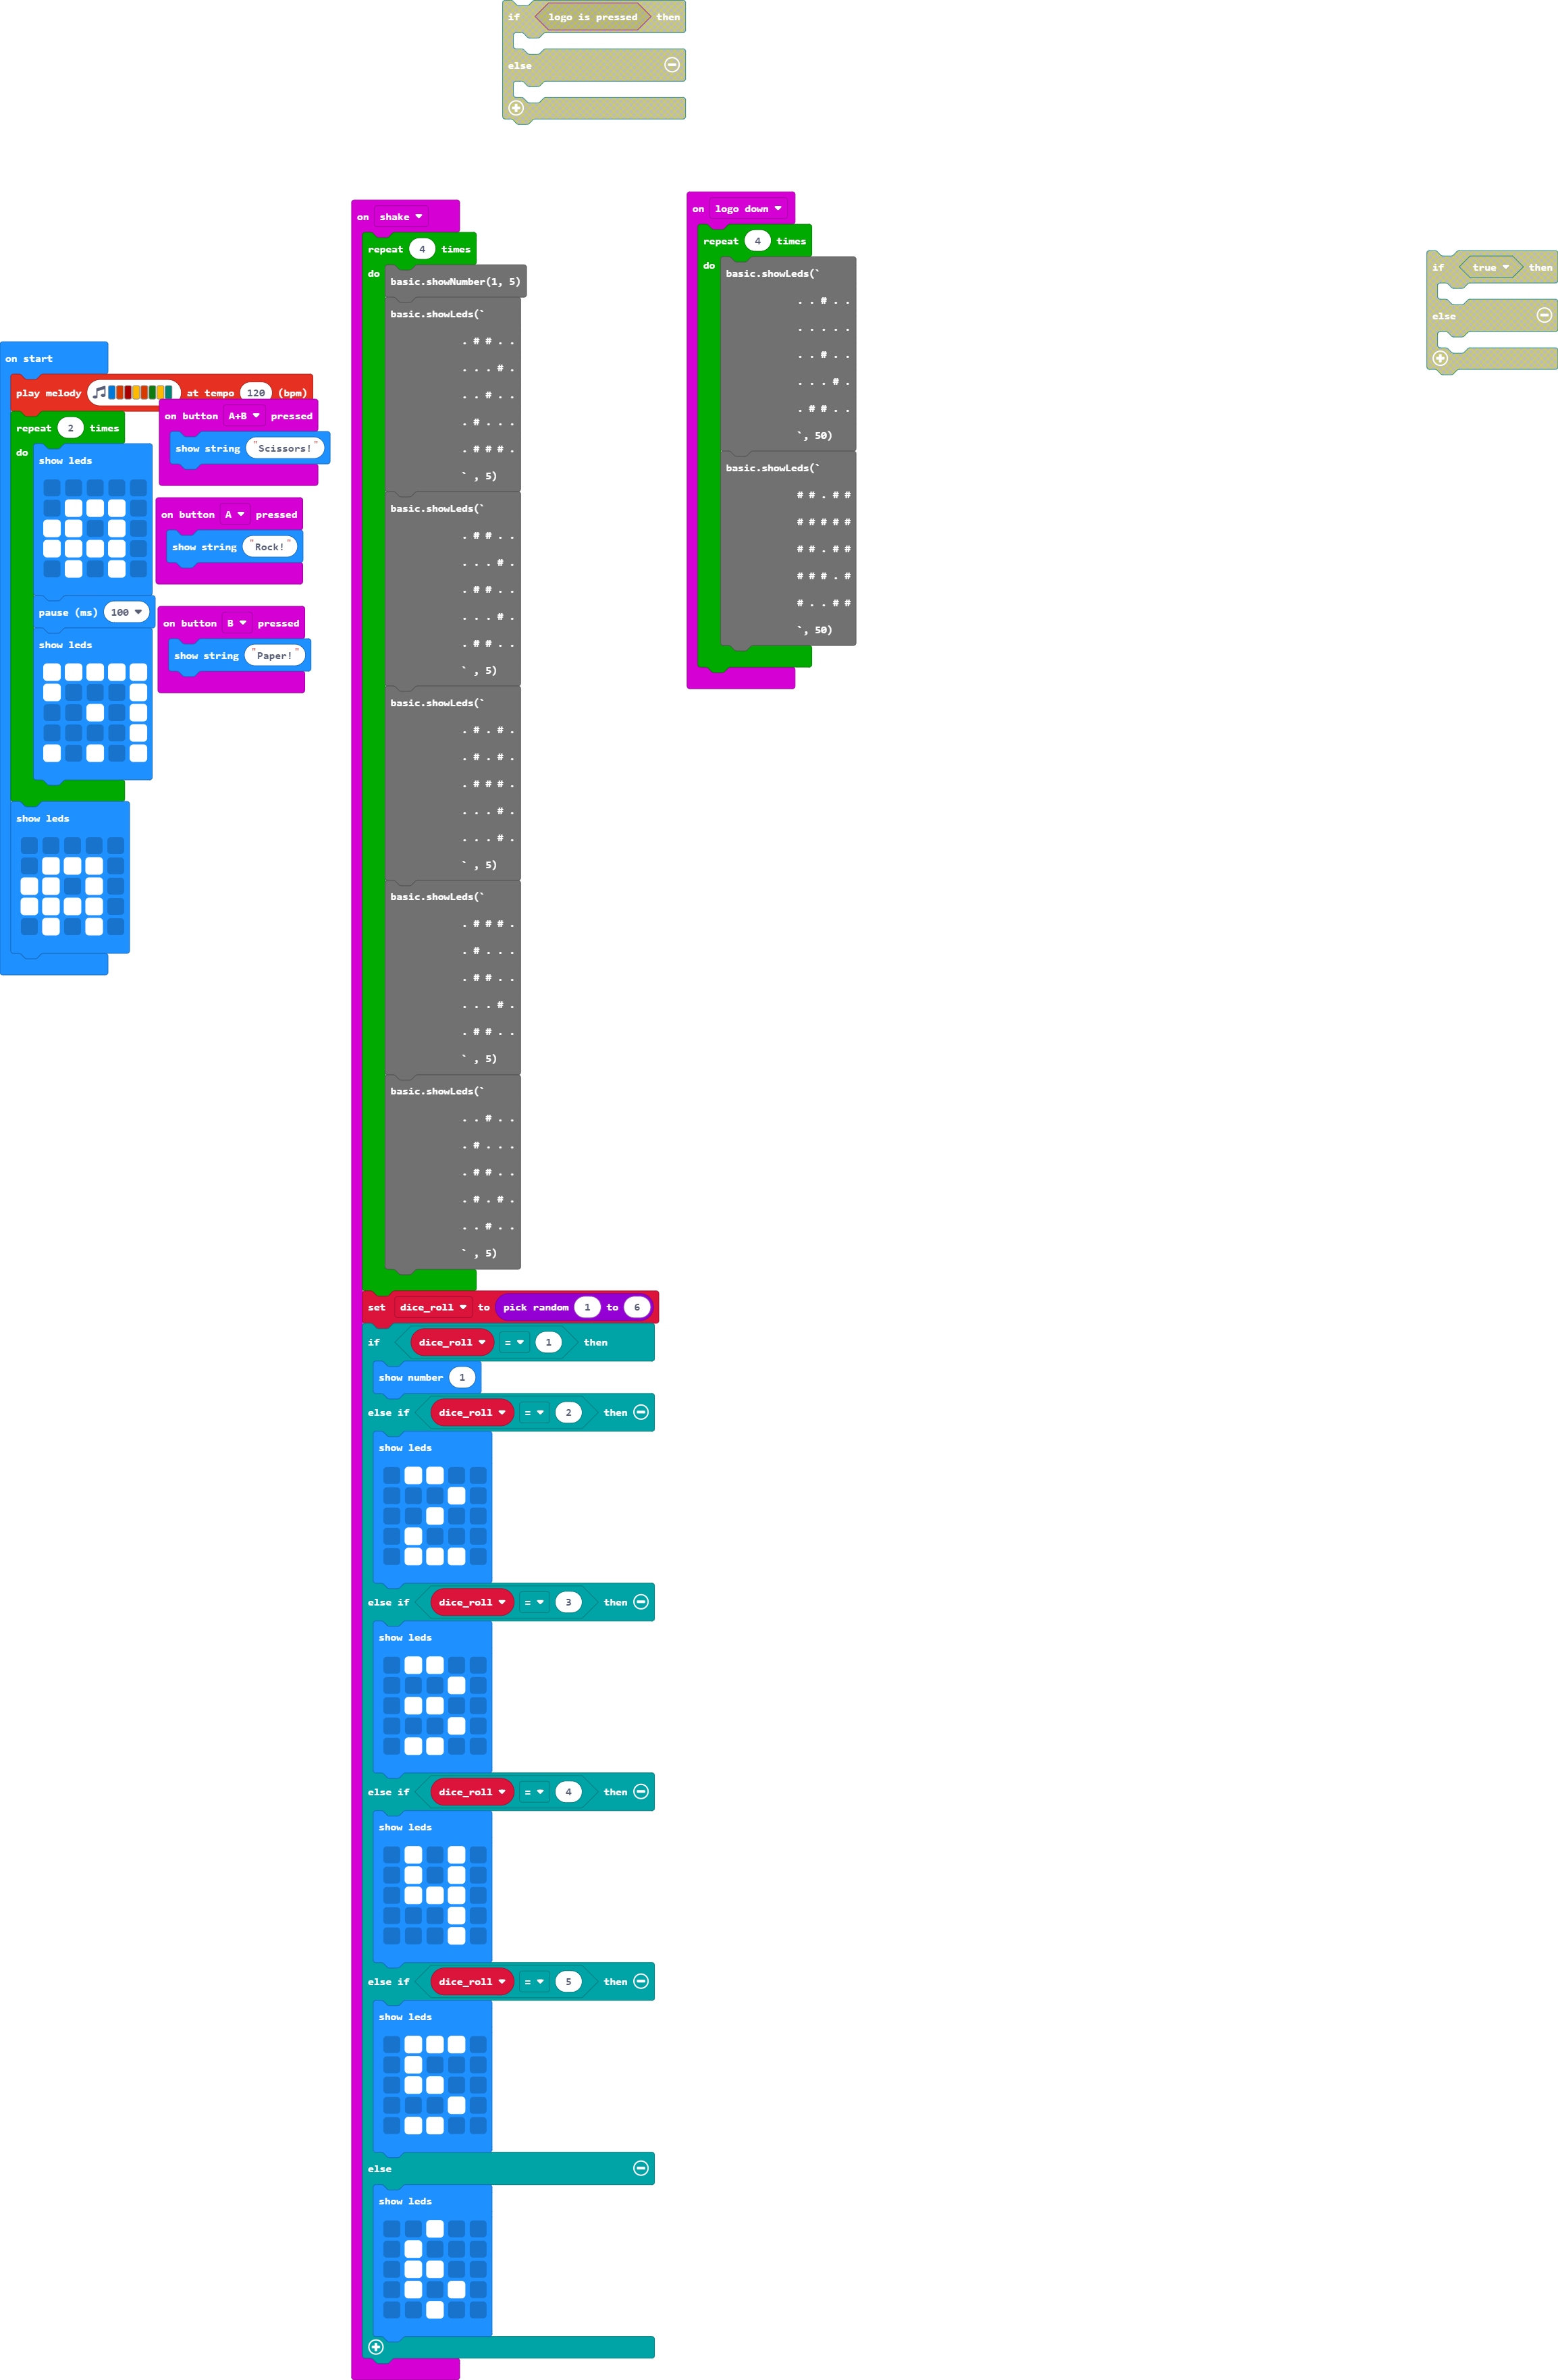 if logo is pressed then
else
on start
play melody at tempo 120 (bpm)
repeat 2 times
do
show leds
pause (ms) 100
show leds
show leds
on button A+B pressed
show string "Scissors!"
on button A pressed
show string "Rock!"
on button B pressed
show string "Paper!"
on shake
repeat 4 times
do
basic.showNumber(1, 5)
basic.showLeds(`
. # # . .
. . . # .
. . # . .
. # . . .
. # # # .
` , 5)
basic.showLeds(`
. # # . .
. . . # .
. # # . .
. . . # .
. # # . .
` , 5)
basic.showLeds(`
. # . # .
. # . # .
. # # # .
. . . # .
. . . # .
` , 5)
basic.showLeds(`
. # # # .
. # . . .
. # # . .
. . . # .
. # # . .
` , 5)
basic.showLeds(`
. . # . .
. # . . .
. # # . .
. # . # .
. . # . .
` , 5)
set dice_roll to pick random 1 to 6
if dice_roll = 1 then
show number 1
else if dice_roll = 2 then
show leds
else if dice_roll = 3 then
show leds
else if dice_roll = 4 then
show leds
else if dice_roll = 5 then
show leds
else
show leds
on logo down
repeat 4 times
do
basic.showLeds(`
. . # . .
. . . . .
. . # . .
. . . # .
. # # . .
`, 50)
basic.showLeds(`
# # . # #
# # # # #
# # . # #
# # # . #
# . . # #
`, 50)
if true then
else